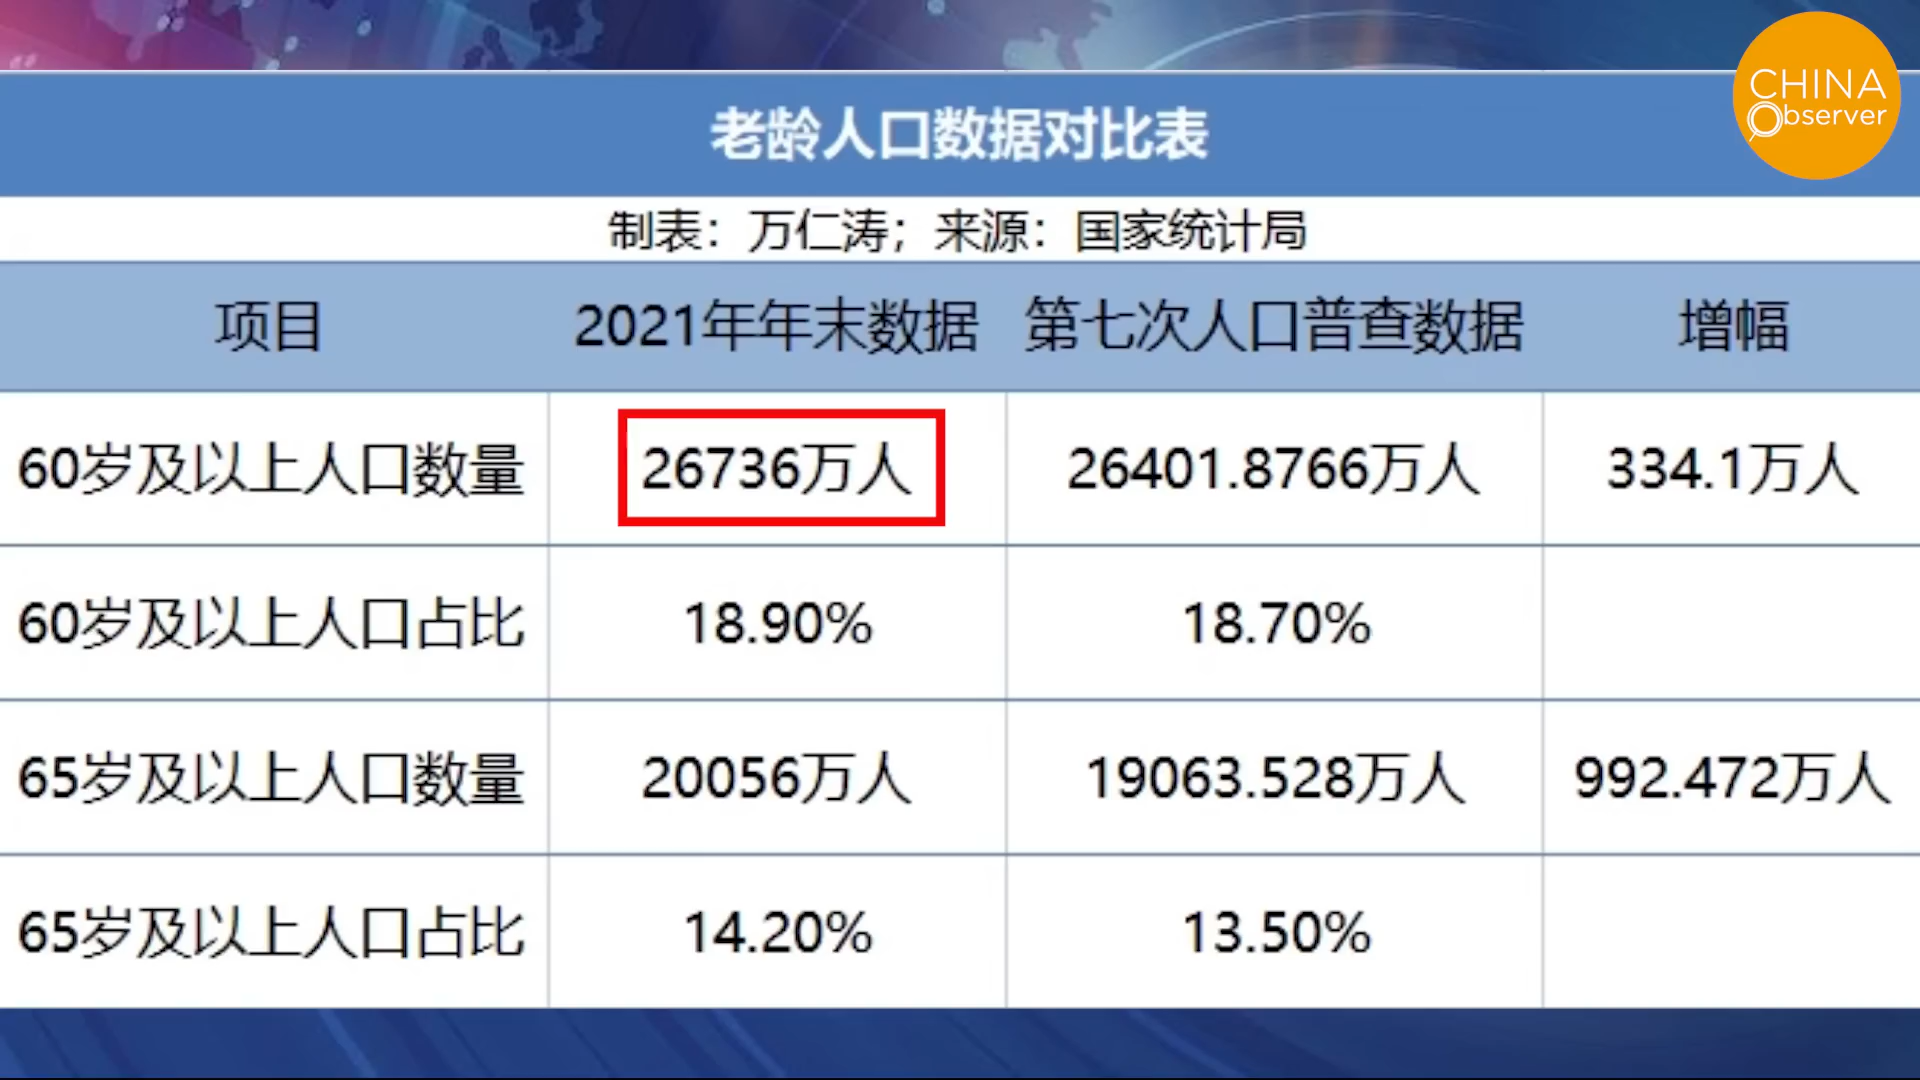 CHINA
Observer
老龄人口数据对比表
制表：万仁涛；来源：国家统计局
项目 2021年年末数据 第七次人口普查数据 增幅
60岁及以上人口数量 26736万人 26401.8766万人 334.1万人
60岁及以上人口占比 18.90% 18.70%
65岁及以上人口数量 20056万人 19063.528万人 992.472万人
65岁及以上人口占比 14.20% 13.50%